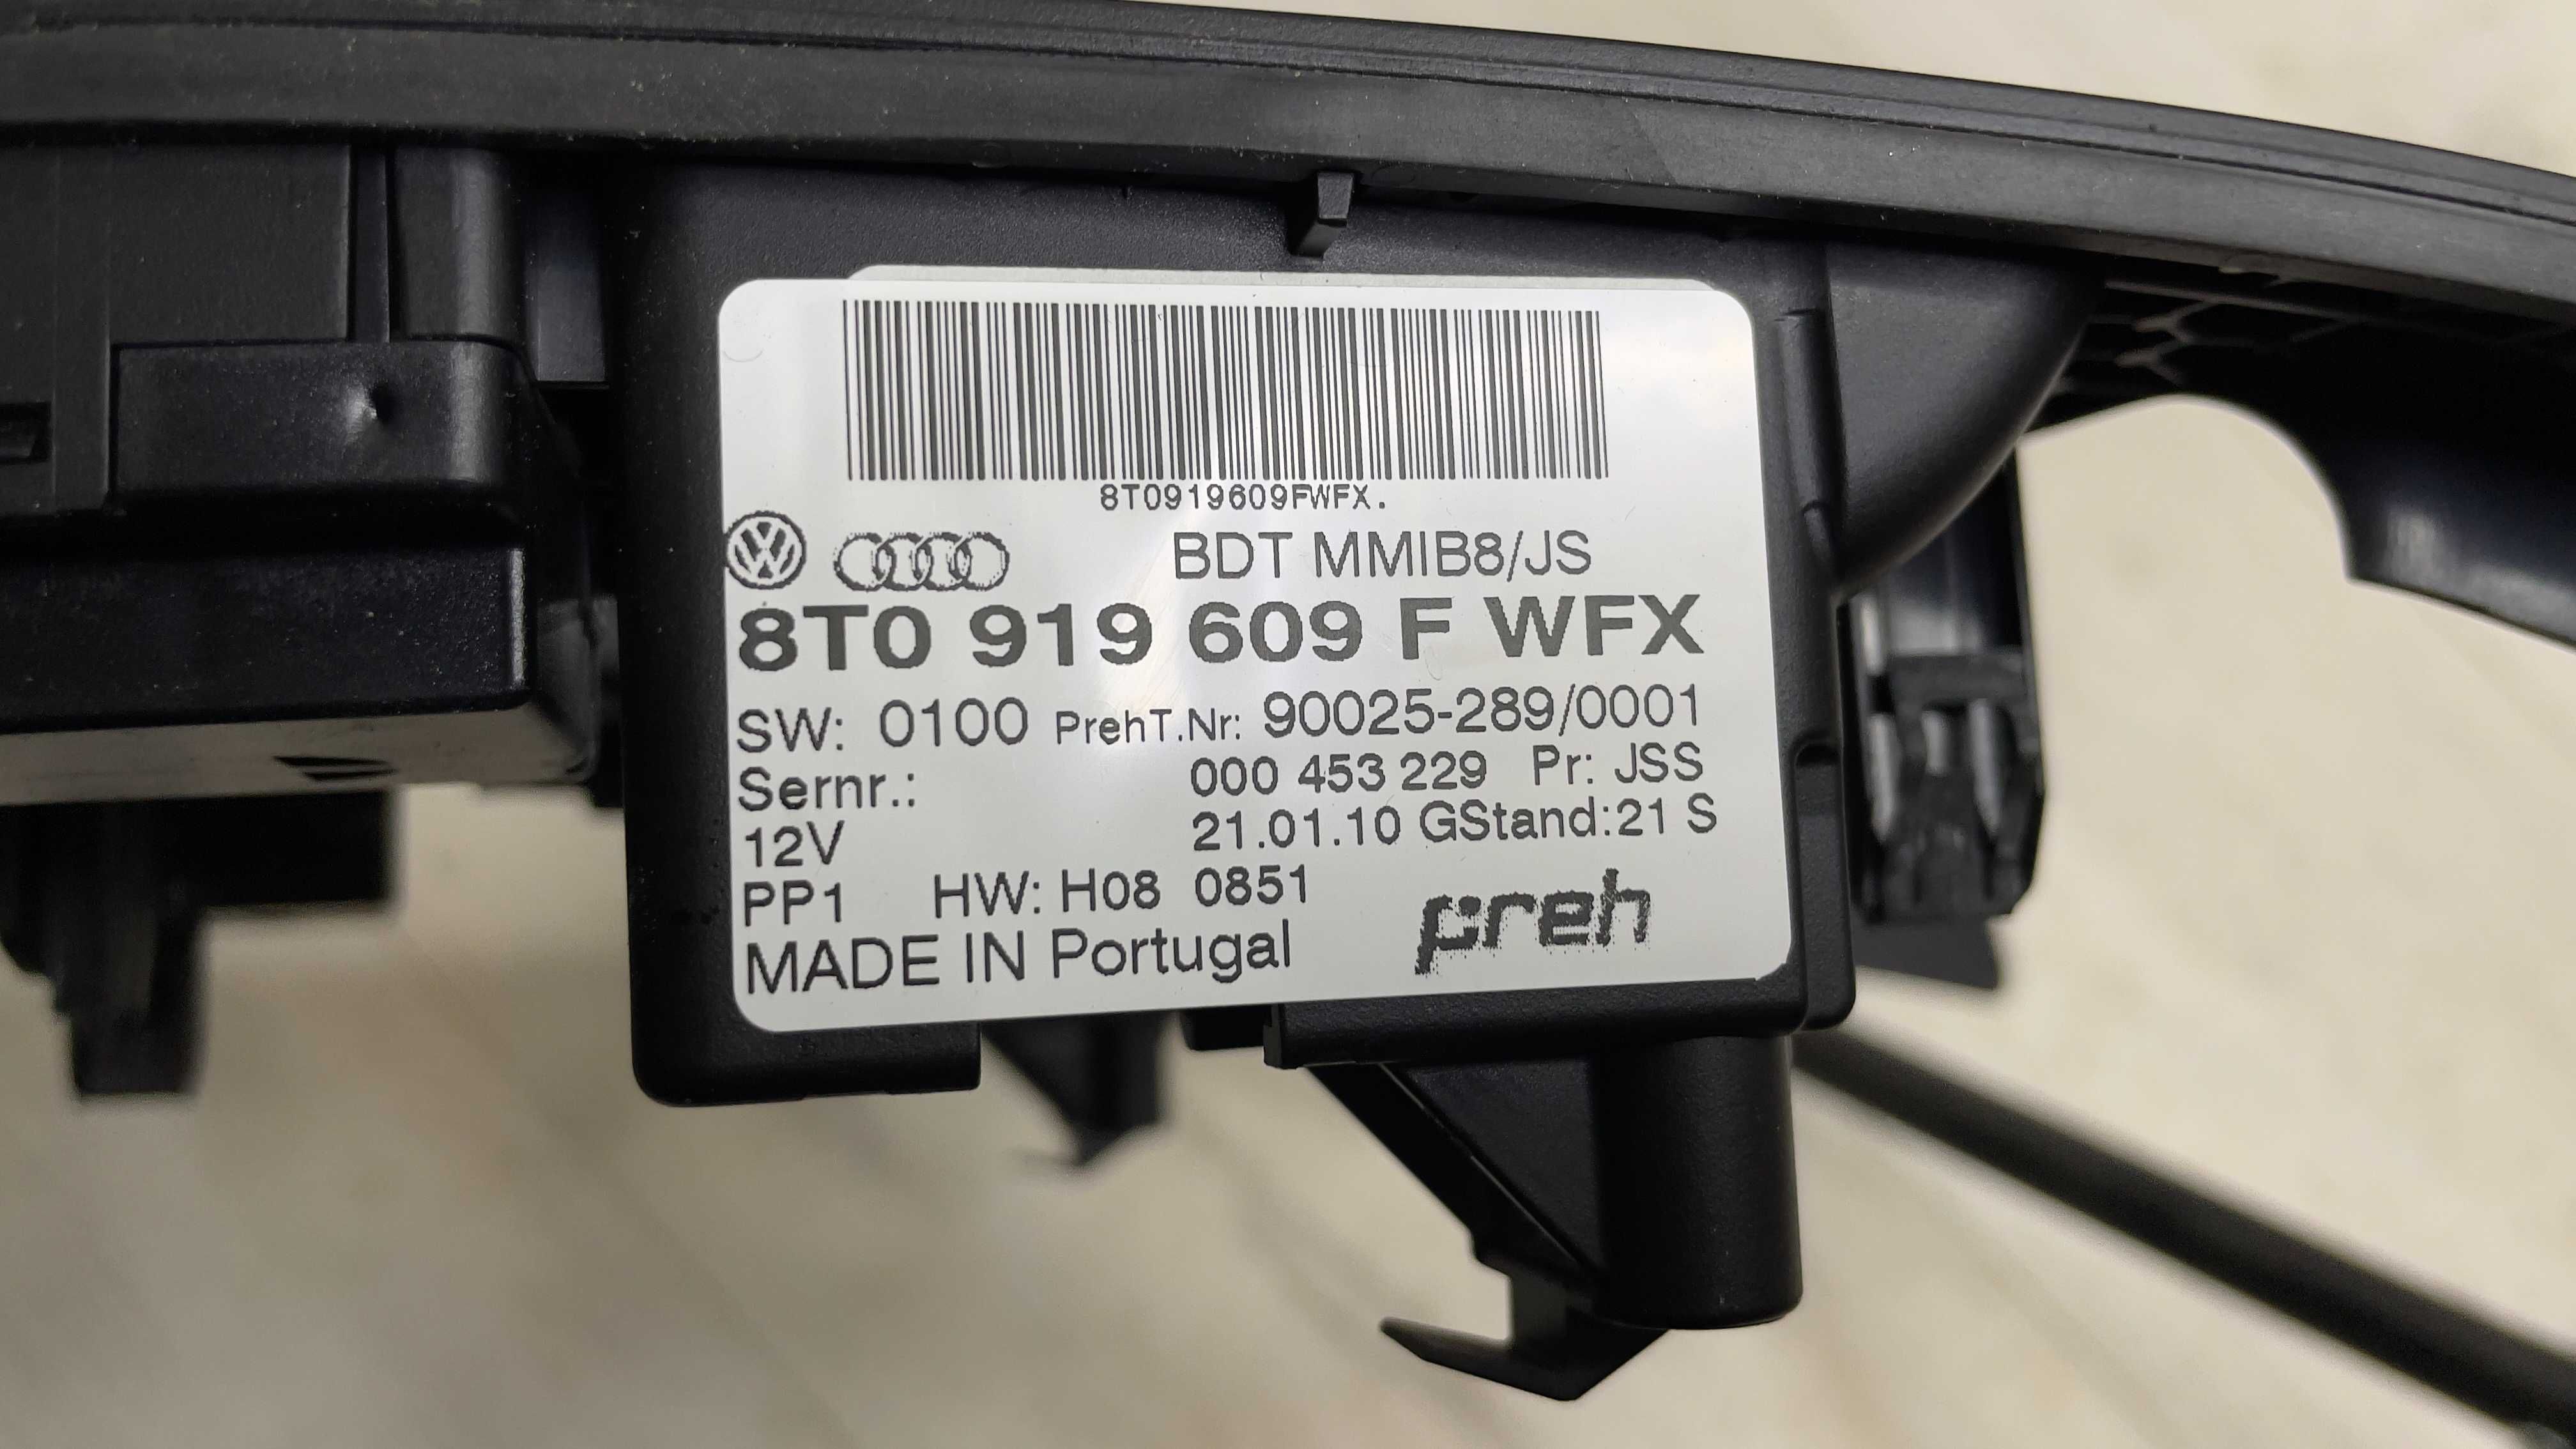 8T0919609FWFX.
BDT MMIB8/JS
8T0 919 609 F WFX
SW: 0100 PrehT.Nr: 90025-289/0001
Sernr.: 000 453 229 Pr: JSS
12V 21.01.10 GStand:21 S
PP1 HW: H08 0851
MADE IN Portugal preh